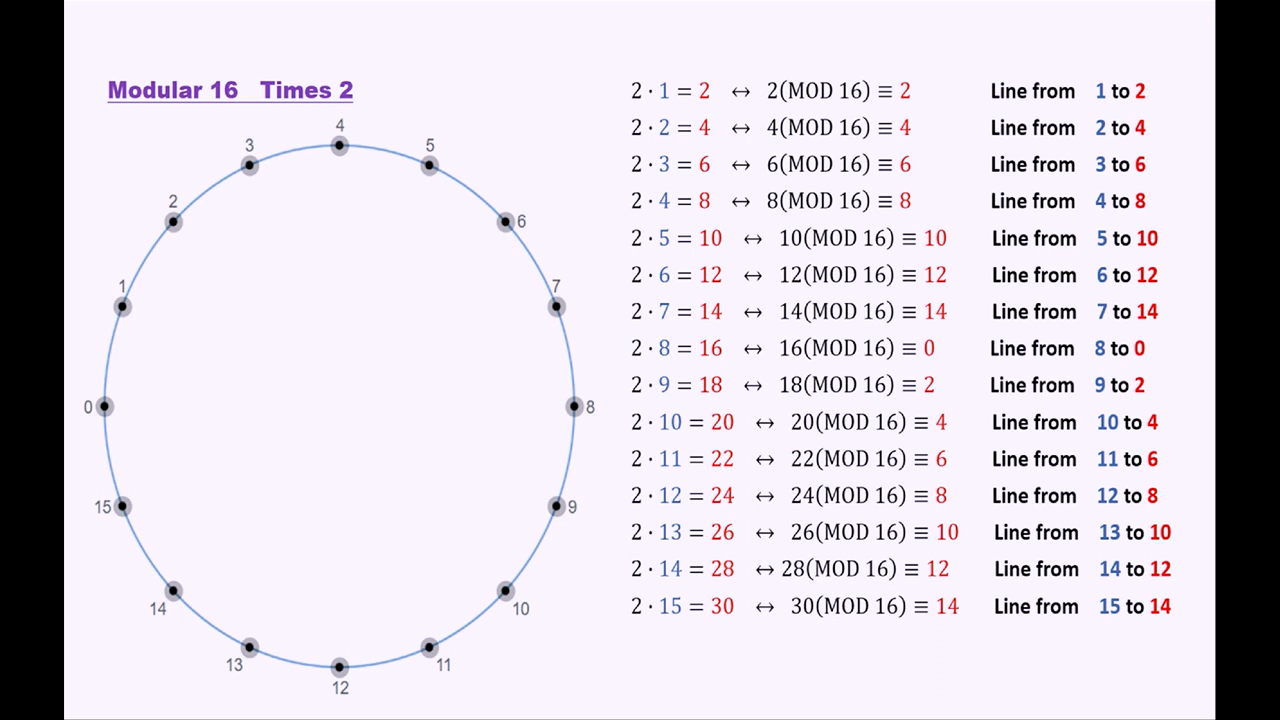 Modular 16 Times 2
4
3
5
2
6
1
7
0
8
15
9
14
10
13
11
12
2 · 1 = 2 ↔ 2(MOD 16) ≡ 2 Line from 1 to 2
2 · 2 = 4 ↔ 4(MOD 16) ≡ 4 Line from 2 to 4
2 · 3 = 6 ↔ 6(MOD 16) ≡ 6 Line from 3 to 6
2 · 4 = 8 ↔ 8(MOD 16) ≡ 8 Line from 4 to 8
2 · 5 = 10 ↔ 10(MOD 16) ≡ 10 Line from 5 to 10
2 · 6 = 12 ↔ 12(MOD 16) ≡ 12 Line from 6 to 12
2 · 7 = 14 ↔ 14(MOD 16) ≡ 14 Line from 7 to 14
2 · 8 = 16 ↔ 16(MOD 16) ≡ 0 Line from 8 to 0
2 · 9 = 18 ↔ 18(MOD 16) ≡ 2 Line from 9 to 2
2 · 10 = 20 ↔ 20(MOD 16) ≡ 4 Line from 10 to 4
2 · 11 = 22 ↔ 22(MOD 16) ≡ 6 Line from 11 to 6
2 · 12 = 24 ↔ 24(MOD 16) ≡ 8 Line from 12 to 8
2 · 13 = 26 ↔ 26(MOD 16) ≡ 10 Line from 13 to 10
2 · 14 = 28 ↔ 28(MOD 16) ≡ 12 Line from 14 to 12
2 · 15 = 30 ↔ 30(MOD 16) ≡ 14 Line from 15 to 14